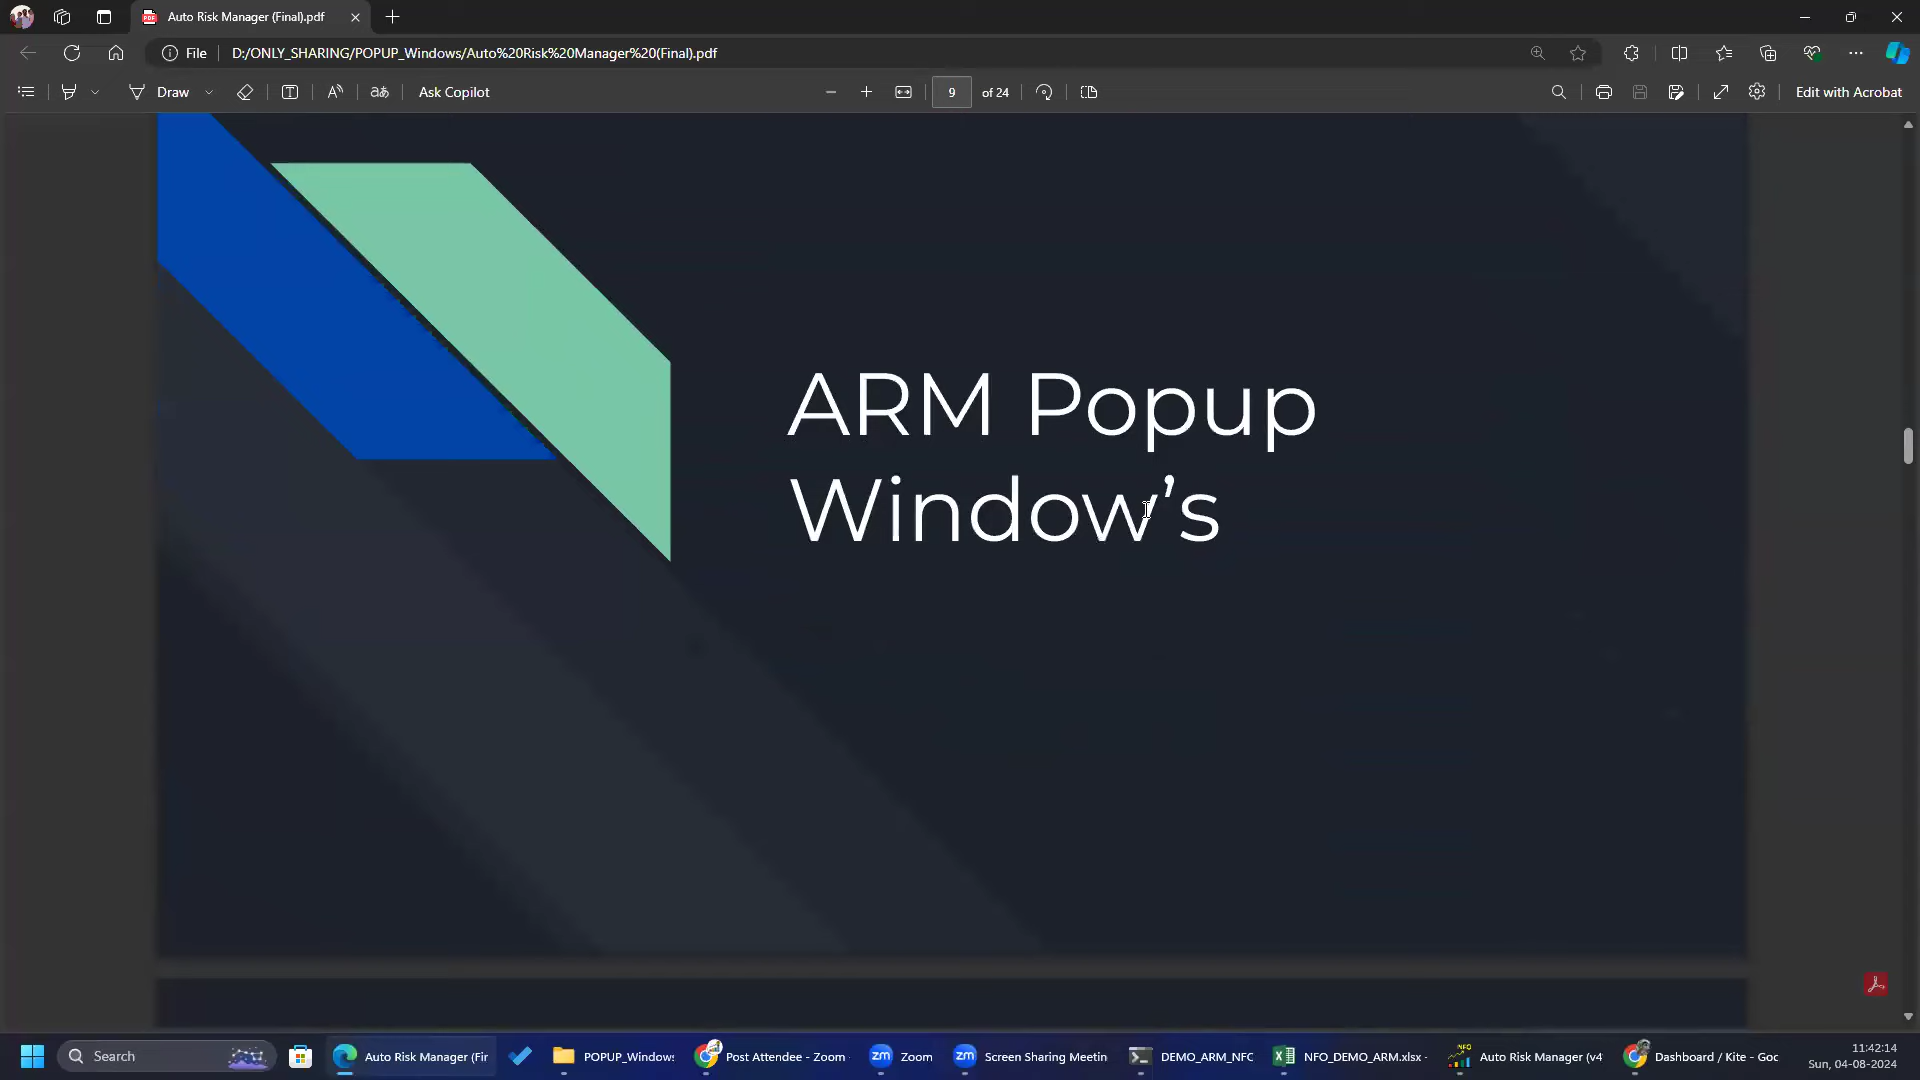 Auto Risk Manager (Final).pdf
File
D:/ONLY_SHARING/POPUP_Windows/Auto%20Risk%20Manager%20(Final).pdf
Draw
Ask Copilot
9
of 24
Edit with Acrobat
ARM Popup
Window’s
Search
Auto Risk Manager (Fir
POPUP_Windows
Post Attendee - Zoom
Zoom
Screen Sharing Meetin
DEMO_ARM_NFC
NFO_DEMO_ARM.xlsx -
Auto Risk Manager (v4
Dashboard / Kite - Goc
11:42:14
Sun, 04-08-2024